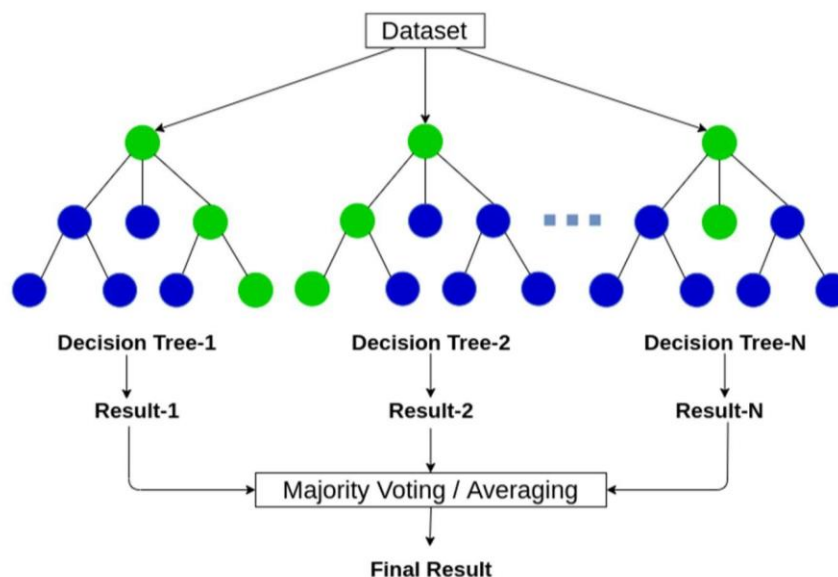 Dataset
Decision Tree-1
Decision Tree-2
Decision Tree-N
Result-1
Result-2
Result-N
Majority Voting / Averaging
Final Result